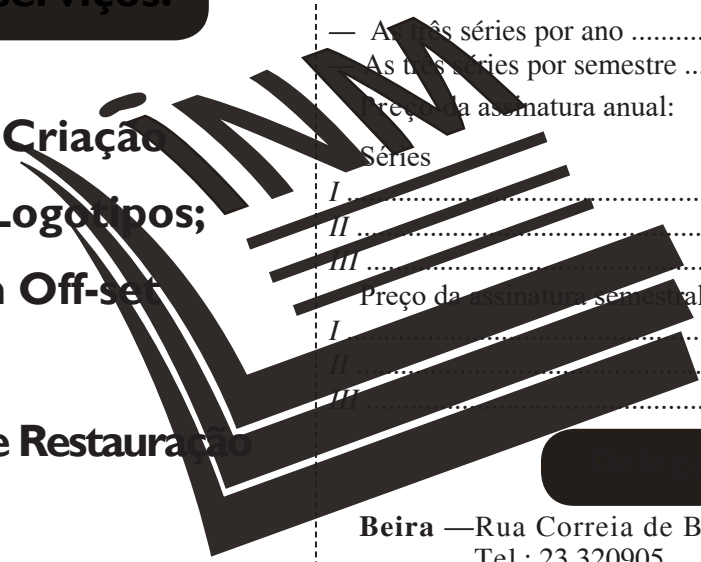 serviços:
Criação
Logotipos;
Off-set
e Restauração
ÍNM
— As três séries por ano ..........
— As três séries por semestre ..
Preço da assinatura anual:
Séries
I ..................................................
II ................................................
III ...............................................
Preço da assinatura semestral
I ..................................................
II ................................................
III ...............................................
Beira —Rua Correia de B
Tel.: 23 320905